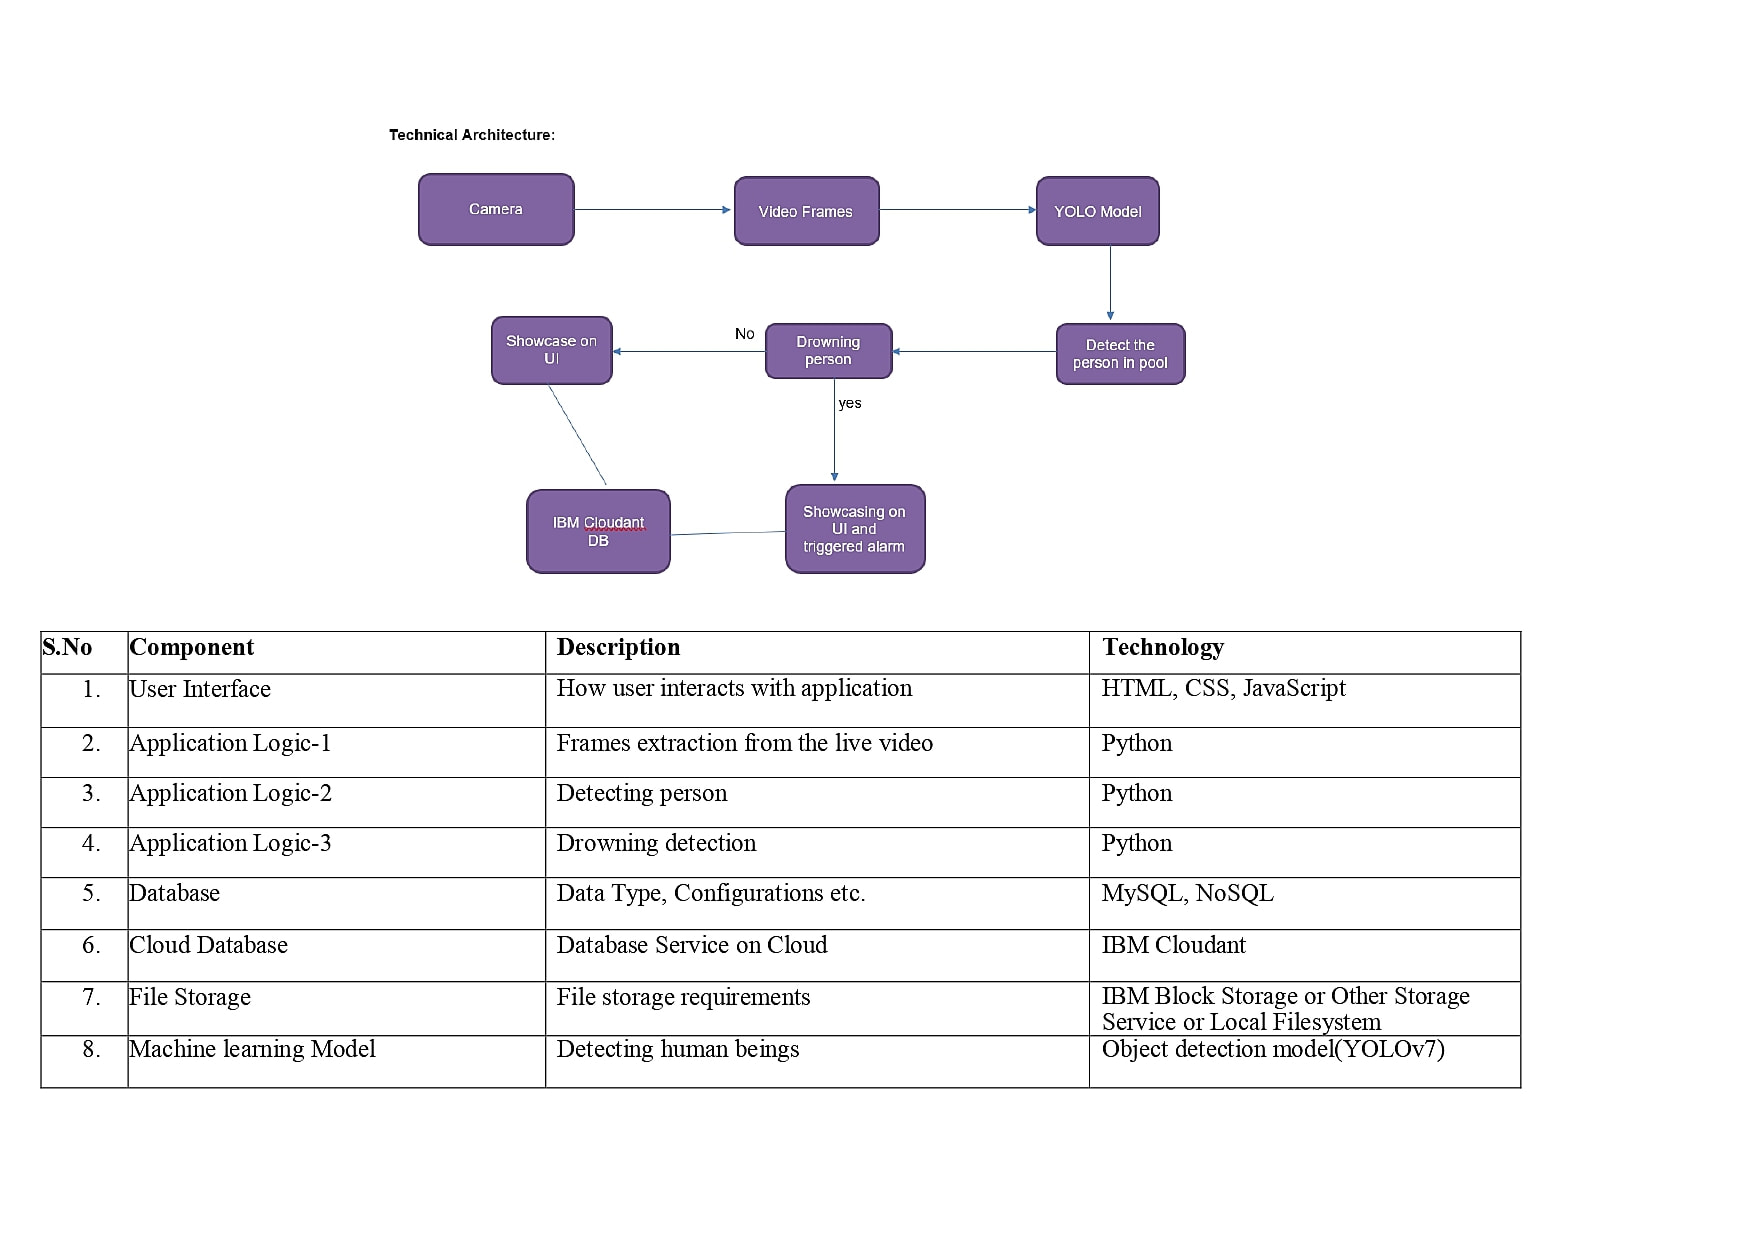 Technical Architecture:
Camera
Video Frames
YOLO Model
Showcase on
UI
No
Drowning
person
Detect the
person in pool
yes
IBM Cloudant
DB
Showcasing on
UI and
triggered alarm
S.No Component Description Technology
1. User Interface How user interacts with application HTML, CSS, JavaScript
2. Application Logic-1 Frames extraction from the live video Python
3. Application Logic-2 Detecting person Python
4. Application Logic-3 Drowning detection Python
5. Database Data Type, Configurations etc. MySQL, NoSQL
6. Cloud Database Database Service on Cloud IBM Cloudant
7. File Storage File storage requirements IBM Block Storage or Other Storage
Service or Local Filesystem
8. Machine learning Model Detecting human beings Object detection model(YOLOv7)